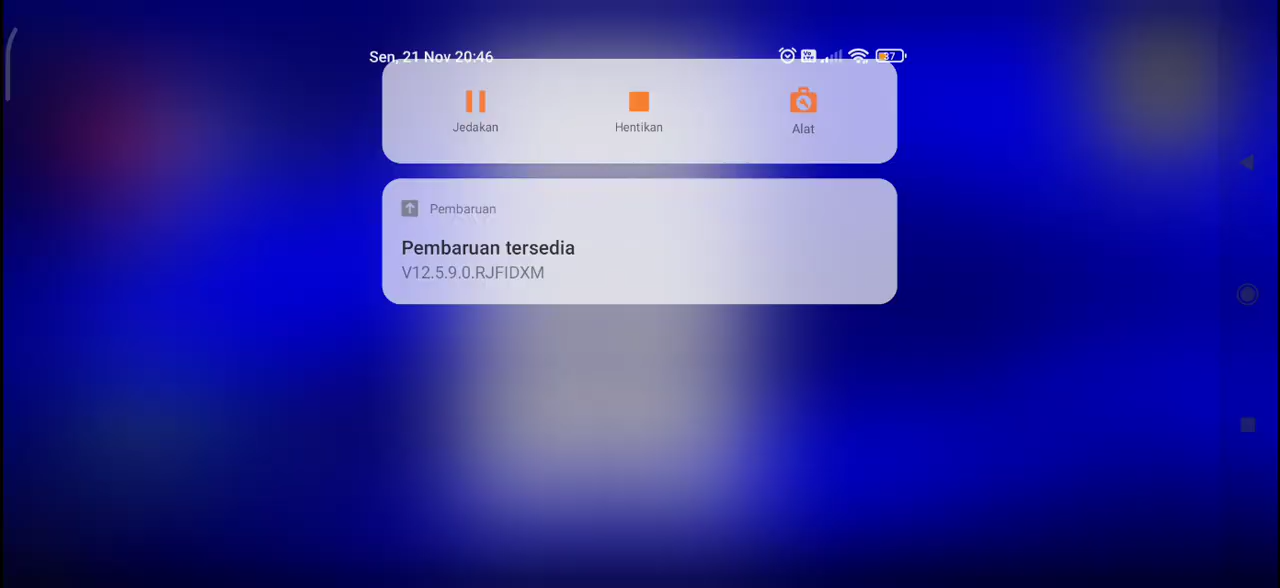 Sen, 21 Nov 20:46
Jedakan
Hentikan
Alat
Pembaruan
Pembaruan tersedia
V12.5.9.0.RJFIDXM